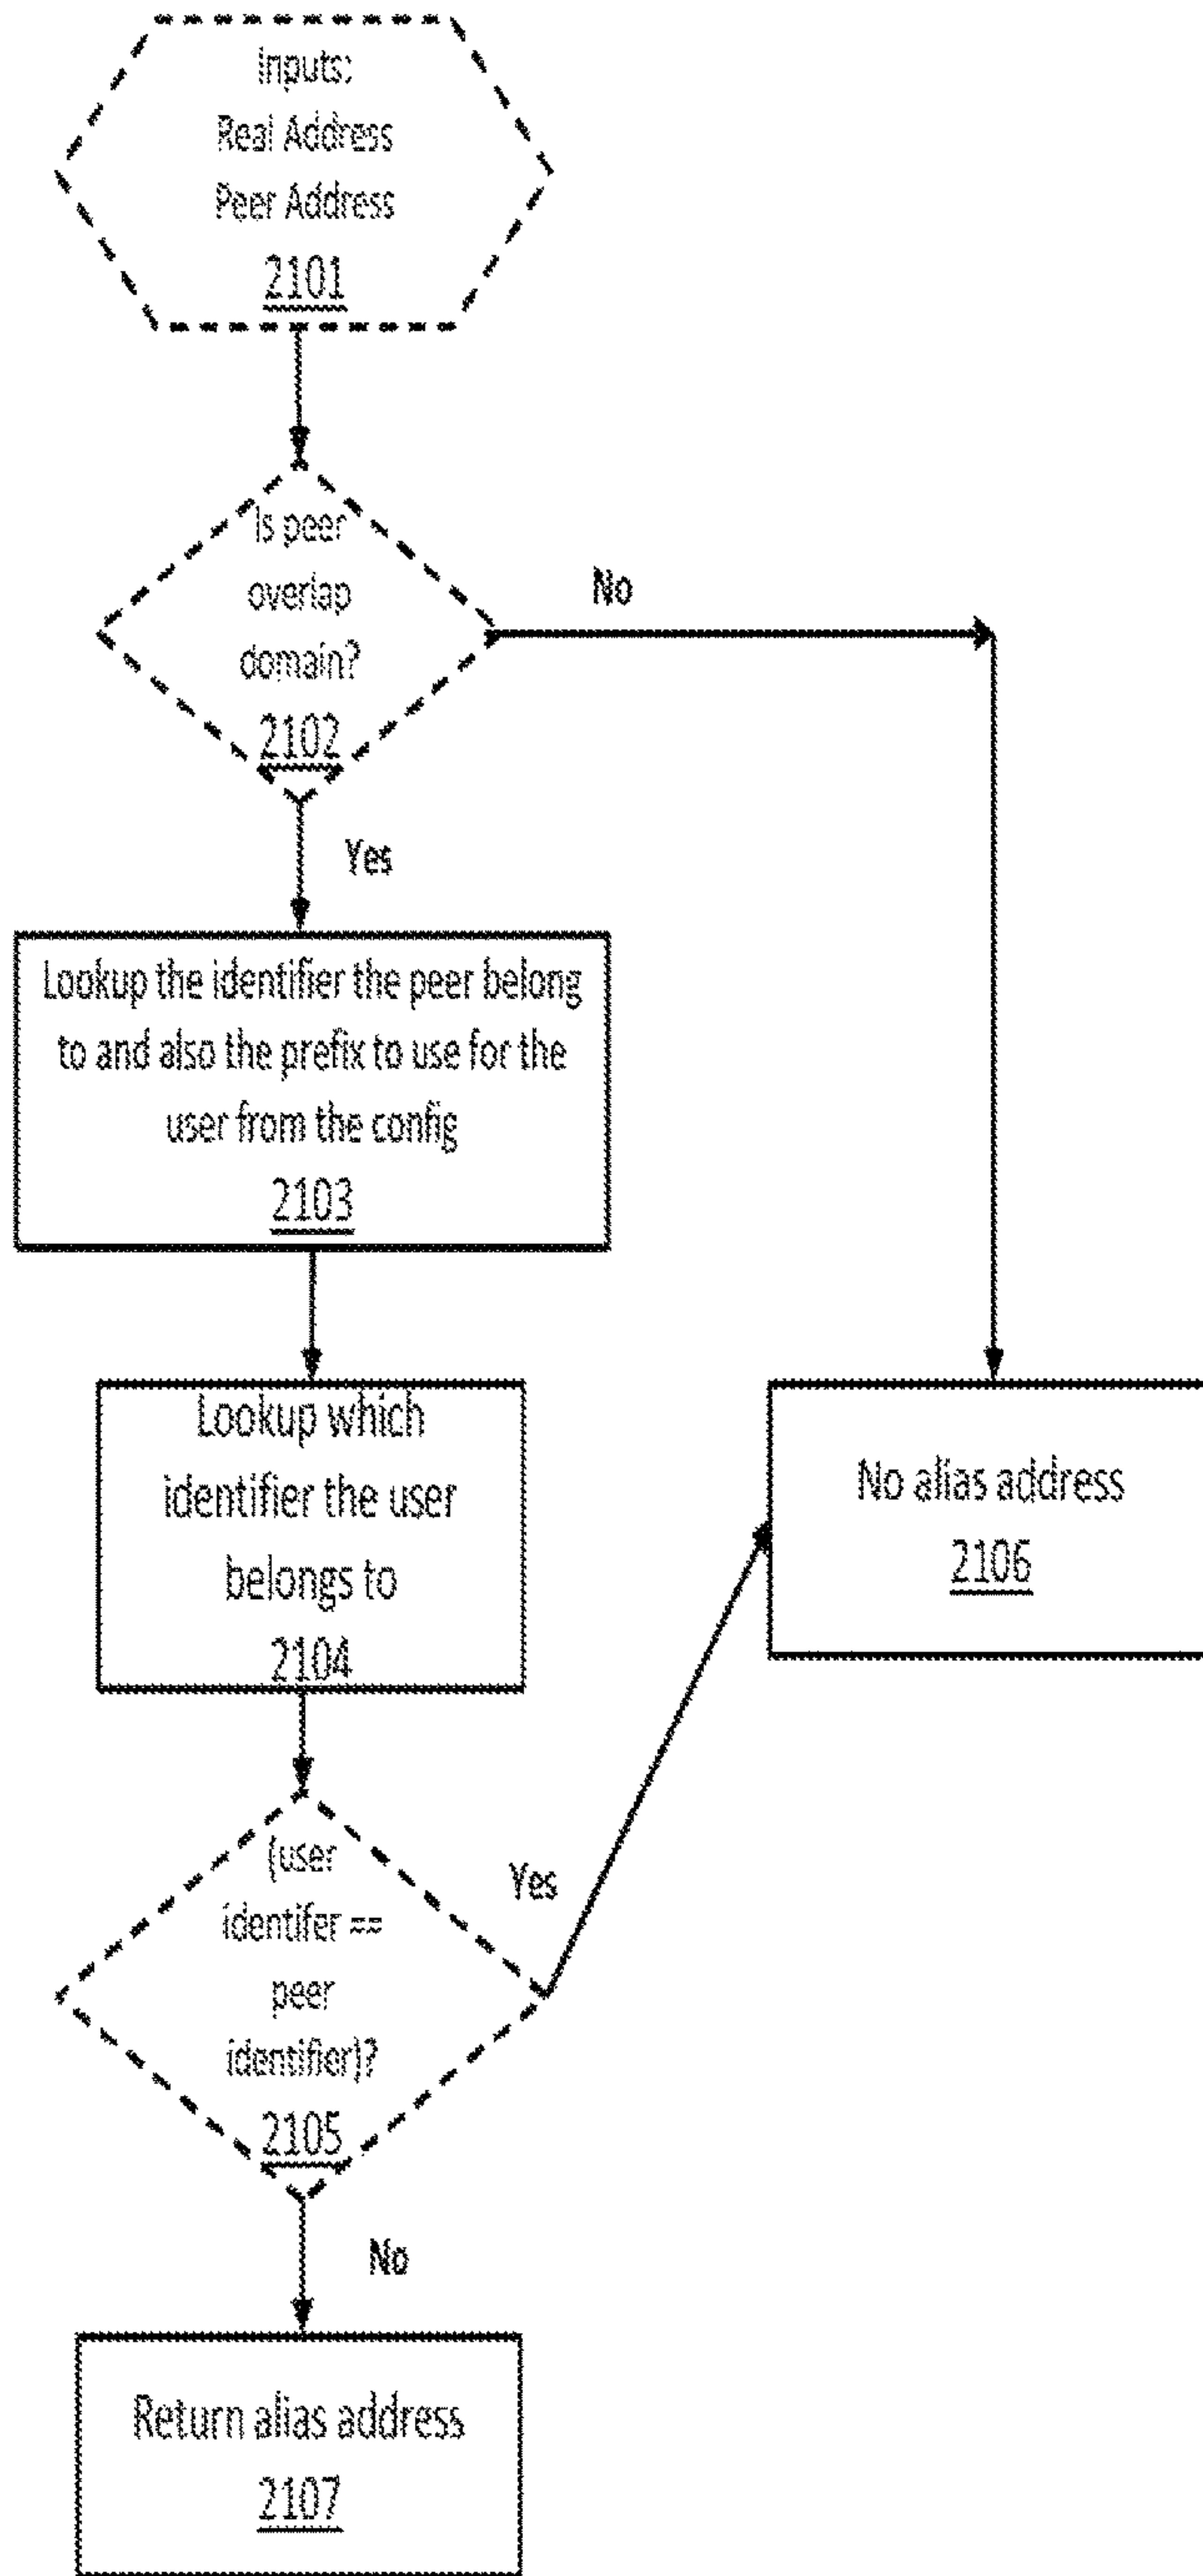 Inputs:
Real Address
Peer Address
2101
Is peer
overlap
domain?
2102
No
Yes
Lookup the identifier the peer belong
to and also the prefix to use for the
user from the config
2103
Lookup which
identifier the user
belongs to
2104
No alias address
2106
(user
identifer ==
peer
identifier)?
2105
Yes
No
Return alias address
2107